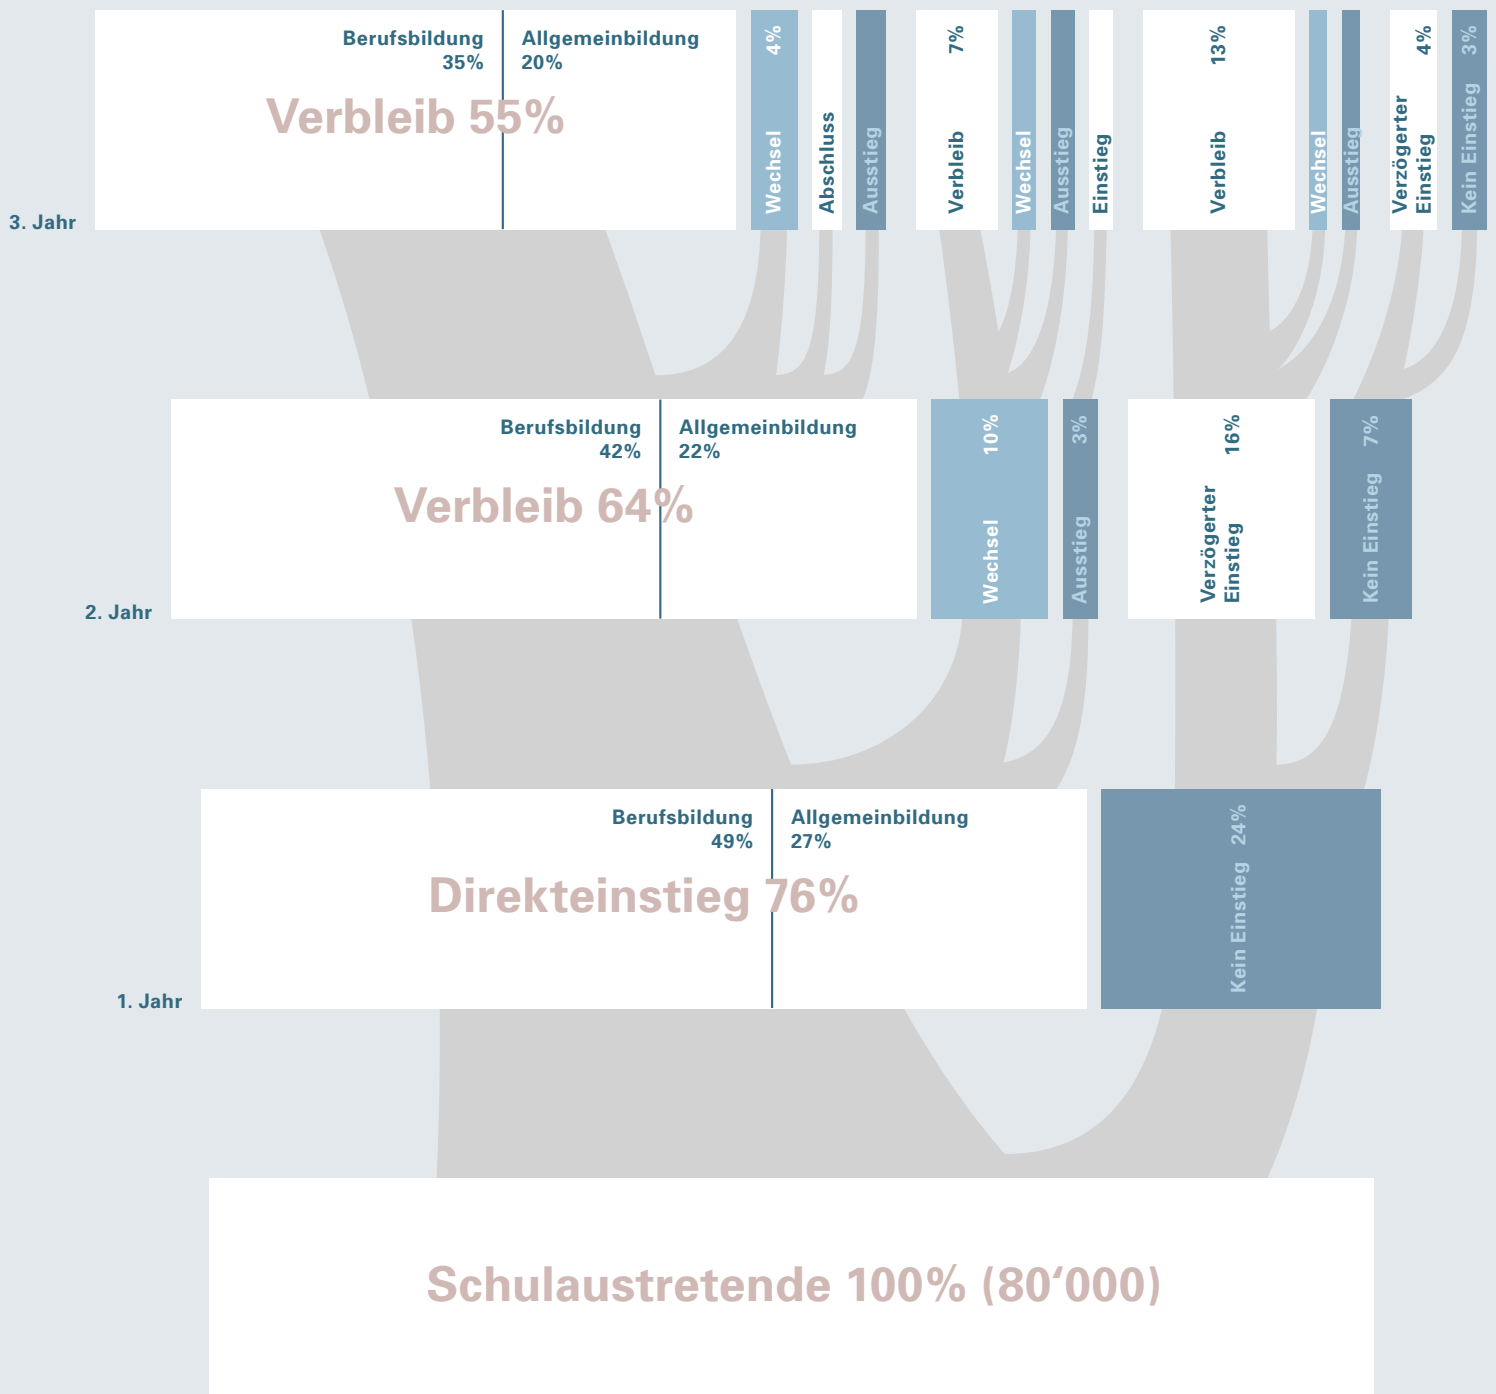 Berufsbildung
35%
Allgemeinbildung
20%
Verbleib 55%
Wechsel 4%
Abschluss
Ausstieg
Verbleib 7%
Wechsel
Ausstieg
Einstieg
Verbleib 13%
Wechsel
Ausstieg
Verzögerter
Einstieg 4%
Kein Einstieg 3%
3. Jahr
Berufsbildung
42%
Allgemeinbildung
22%
Verbleib 64%
Wechsel 10%
Ausstieg 3%
Verzögerter
Einstieg 16%
Kein Einstieg 7%
2. Jahr
Berufsbildung
49%
Allgemeinbildung
27%
Direkteinstieg 76%
Kein Einstieg 24%
1. Jahr
Schulaustretende 100% (80‘000)